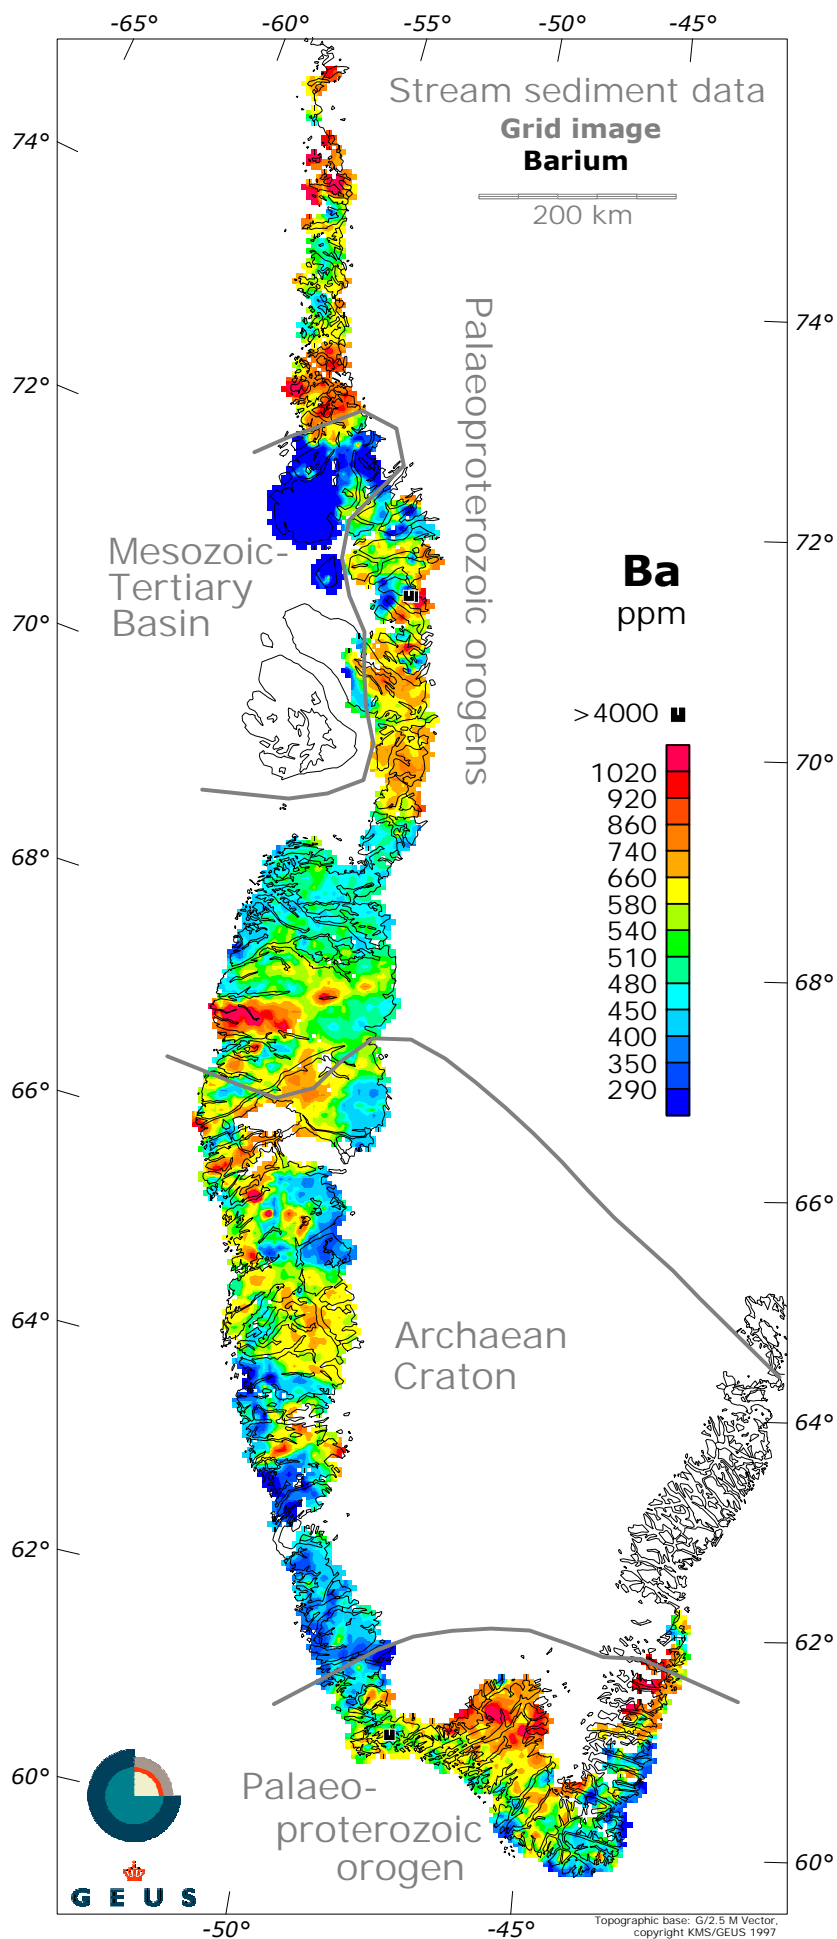 -65° -60° -55° -50° -45°
Stream sediment data
Grid image
Barium
200 km
74°
72°
70°
68°
66°
64°
62°
60°
74°
72°
70°
68°
66°
64°
62°
60°
Palaeoproterozoic orogens
Mesozoic-
Tertiary
Basin
Ba
ppm
>4000
1020
920
860
740
660
580
540
510
480
450
400
350
290
Archaean
Craton
Palaeo-
proterozoic
orogen
G E U S
-50° -45°
Topographic base: G/2.5 M Vector,
copyright KMS/GEUS 1997